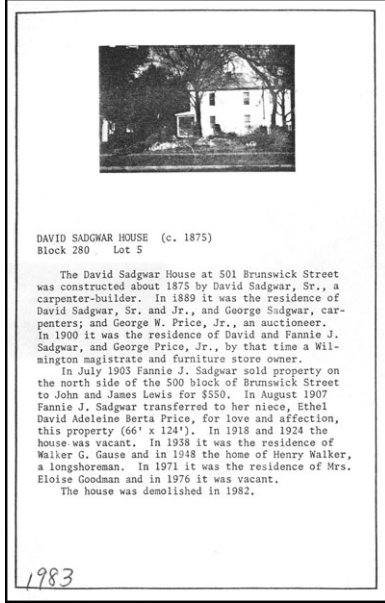 DAVID SADGWAR HOUSE (c. 1875)
Block 280 Lot 5
The David Sadgwar House at 501 Brunswick Street
was constructed about 1875 by David Sadgwar, Sr., a
carpenter-builder. In i889 it was the residence of
David Sadgwar, Sr. and Jr., and George Sadgwar, car-
penters; and George W. Price, Jr., an auctioneer.
In 1900 it was the residence of David and Fannie J.
Sadgwar, and George Price, Jr., by that time a Wil-
mington magistrate and furniture store owner.
In July 1903 Fannie J. Sadgwar sold property on
the north side of the 500 block of Brunswick Street
to John and James Lewis for $550. In August 1907
Fannie J. Sadgwar transferred to her niece, Ethel
David Adeleine Berta Price, for love and affection,
this property (66' x 124'). In 1918 and 1924 the
house was vacant. In 1938 it was the residence of
Walker G. Gause and in 1948 the home of Henry Walker,
a longshoreman. In 1971 it was the residence of Mrs.
Eloise Goodman and in 1976 it was vacant.
The house was demolished in 1982.
1983